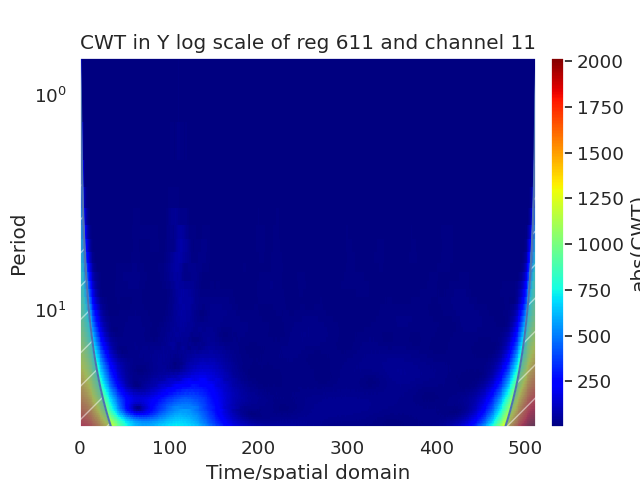 CWT in Y log scale of reg 611 and channel 11
Period
10⁰
10¹
0 100 200 300 400 500
Time/spatial domain
2000
1750
1500
1250
1000
750
500
250
abs(CWT)